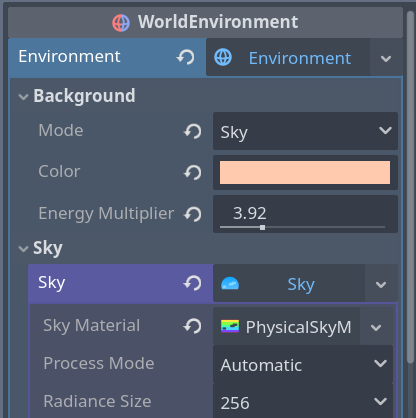 WorldEnvironment
Environment Environment
Background
Mode Sky
Color
Energy Multiplier 3.92
Sky
Sky Sky
Sky Material PhysicalSkyM
Process Mode Automatic
Radiance Size 256